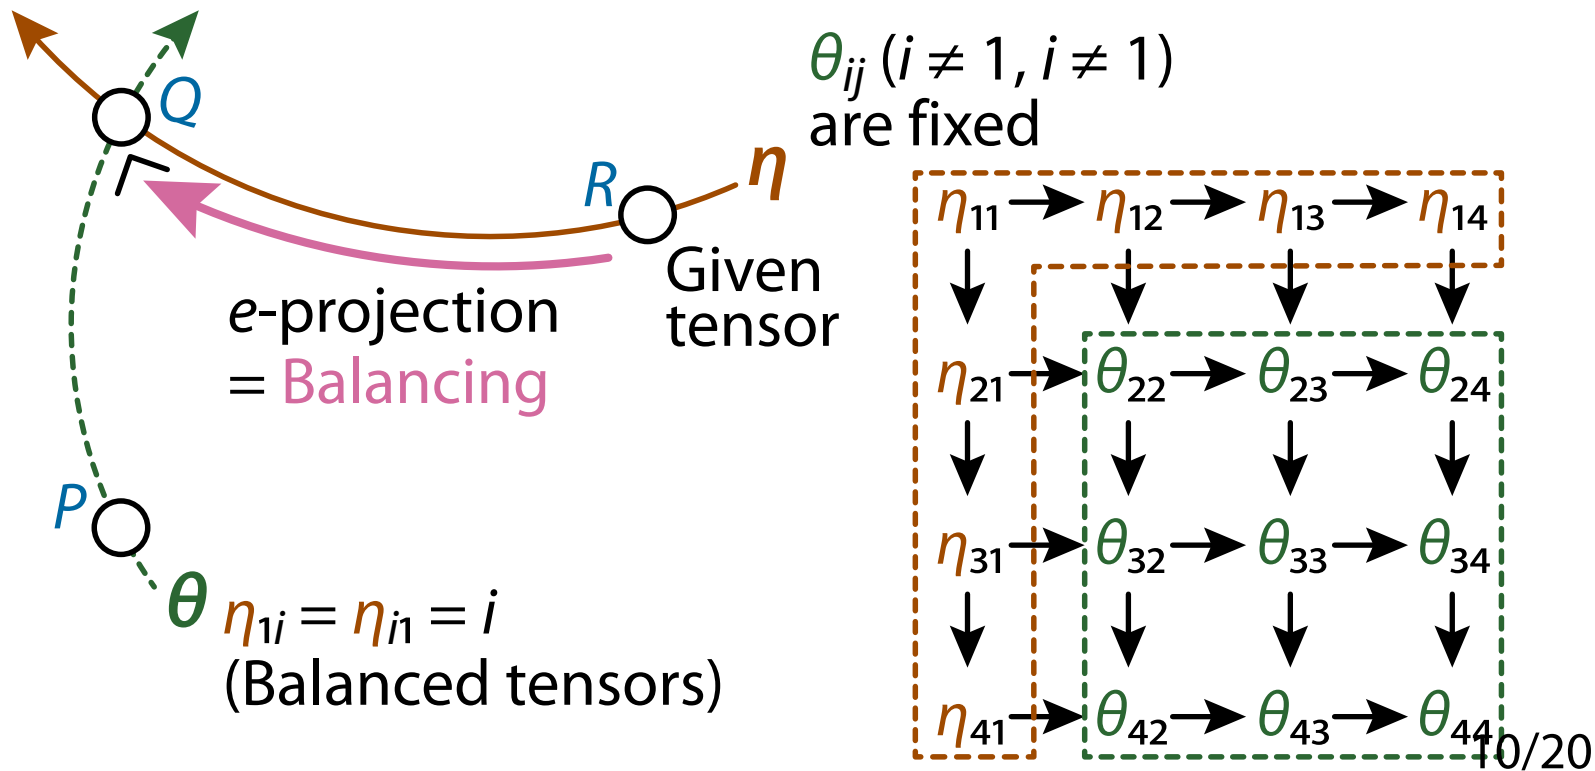 Q
R
η
Given
tensor
e-projection
= Balancing
P
θ
η1i = ηi1 = i
(Balanced tensors)
θij (i ≠ 1, i ≠ 1)
are fixed
η11 η12 η13 η14
η21 θ22 θ23 θ24
η31 θ32 θ33 θ34
η41 θ42 θ43 θ44
10/20